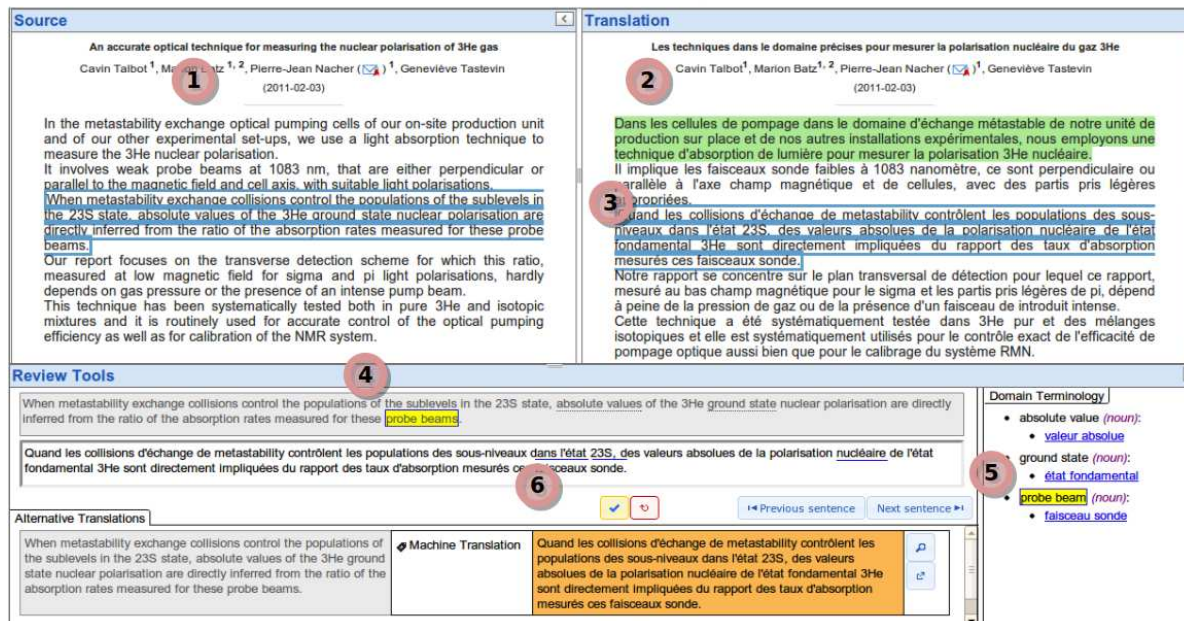 Source
An accurate optical technique for measuring the nuclear polarisation of 3He gas
Cavin Talbot 1, Marion Batz 1, 2, Pierre-Jean Nacher ( ) 1, Geneviève Tastevin
(2011-02-03)
1
In the metastability exchange optical pumping cells of our on-site production unit
and of our other experimental set-ups, we use a light absorption technique to
measure the 3He nuclear polarisation.
It involves weak probe beams at 1083 nm, that are either perpendicular or
parallel to the magnetic field and cell axis, with suitable light polarisations.
When metastability exchange collisions control the populations of the sublevels in
the 23S state, absolute values of the 3He ground state nuclear polarisation are
directly inferred from the ratio of the absorption rates measured for these probe
beams.
Our report focuses on the transverse detection scheme for which this ratio,
measured at low magnetic field for sigma and pi light polarisations, hardly
depends on gas pressure or the presence of an intense pump beam.
This technique has been systematically tested both in pure 3He and isotopic
mixtures and it is routinely used for accurate control of the optical pumping
efficiency as well as for calibration of the NMR system.
Translation
Les techniques dans le domaine précises pour mesurer la polarisation nucléaire du gaz 3He
Cavin Talbot1, Marion Batz1, 2, Pierre-Jean Nacher ( )1, Geneviève Tastevin
(2011-02-03)
2
Dans les cellules de pompage dans le domaine d'échange métastable de notre unité de
production sur place et de nos autres installations expérimentales, nous employons une
technique d'absorption de lumière pour mesurer la polarisation 3He nucléaire.
Il implique les faisceaux sonde faibles à 1083 nanomètre, ce sont perpendiculaire ou
parallèle à l'axe champ magnétique et de cellules, avec des partis pris légères
appropriées.
3
Quand les collisions d'échange de metastability contrôlent les populations des sous-
niveaux dans l'état 23S, des valeurs absolues de la polarisation nucléaire de l'état
fondamental 3He sont directement impliquées du rapport des taux d'absorption
mesurés ces faisceaux sonde.
Notre rapport se concentre sur le plan transversal de détection pour lequel ce rapport,
mesuré au bas champ magnétique pour le sigma et les partis pris légères de pi, dépend
à peine de la pression de gaz ou de la présence d'un faisceau de introduit intense.
Cette technique a été systématiquement testée dans 3He pur et des mélanges
isotopiques et elle est systématiquement utilisés pour le contrôle exact de l'efficacité de
pompage optique aussi bien que pour le calibrage du système RMN.
Review Tools
4
When metastability exchange collisions control the populations of the sublevels in the 23S state, absolute values of the 3He ground state nuclear polarisation are directly
inferred from the ratio of the absorption rates measured for these probe beams.
Quand les collisions d'échange de metastability contrôlent les populations des sous-niveaux dans l'état 23S, des valeurs absolues de la polarisation nucléaire de l'état
fondamental 3He sont directement impliquées du rapport des taux d'absorption mesurés ces faisceaux sonde.
6
Previous sentence
Next sentence
Alternative Translations
When metastability exchange collisions control the populations of
the sublevels in the 23S state, absolute values of the 3He ground
state nuclear polarisation are directly inferred from the ratio of the
absorption rates measured for these probe beams.
Machine Translation
Quand les collisions d'échange de metastability contrôlent les
populations des sous-niveaux dans l'état 23S, des valeurs
absolues de la polarisation nucléaire de l'état fondamental 3He
sont directement impliquées du rapport des taux d'absorption
mesurés ces faisceaux sonde.
Domain Terminology
absolute value (noun):
valeur absolue
ground state (noun):
5
état fondamental
probe beam (noun):
faisceau sonde